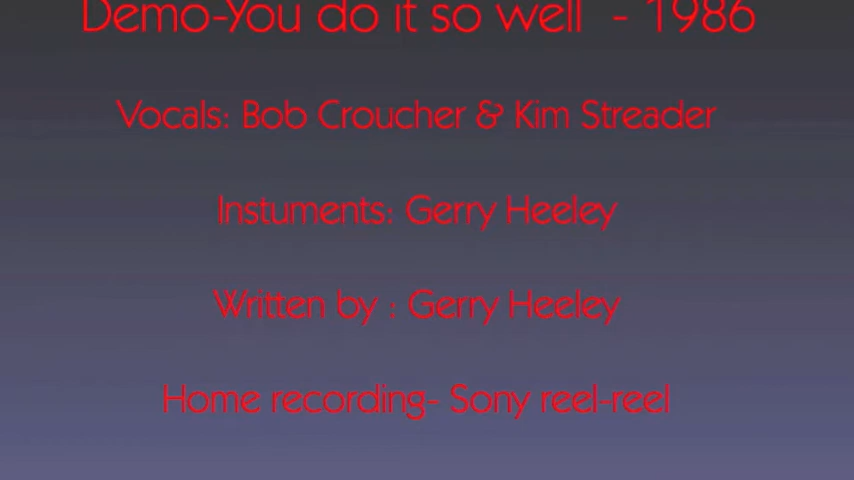 Demo-You do it so well - 1986
Vocals: Bob Croucher & Kim Streader
Instuments: Gerry Heeley
Written by : Gerry Heeley
Home recording- Sony reel-reel